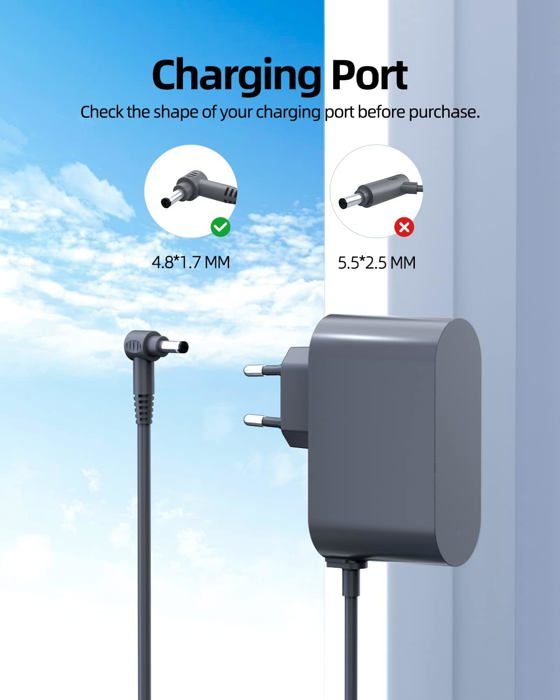 Charging Port
Check the shape of your charging port before purchase.
4.8*1.7 MM
5.5*2.5 MM